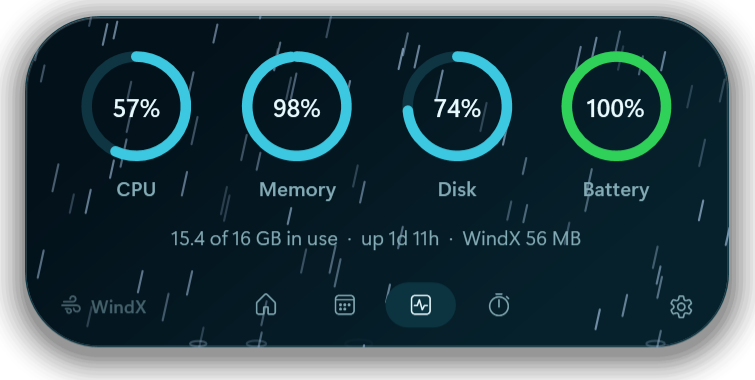 57% 98% 74% 100%
CPU Memory Disk Battery
15.4 of 16 GB in use · up 1d 11h · WindX 56 MB
WindX